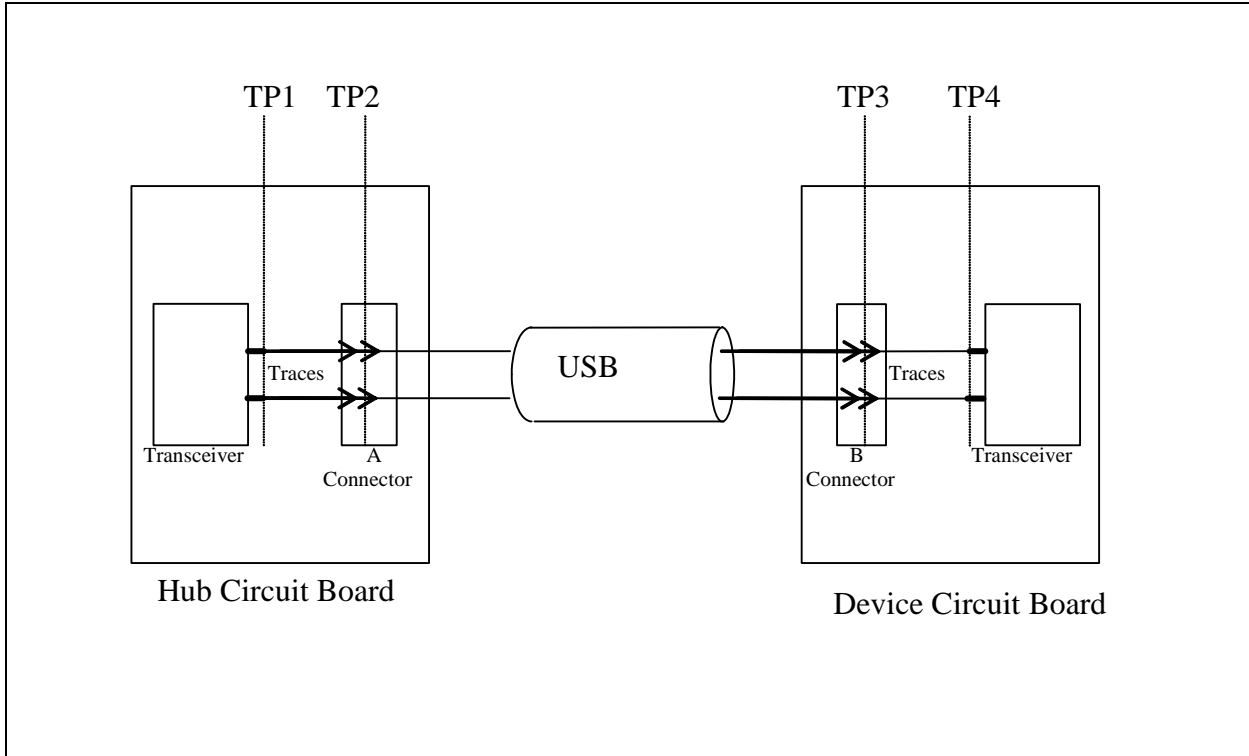 TP1 TP2 TP3 TP4
USB
Traces Traces
Transceiver A Connector B Connector Transceiver
Hub Circuit Board
Device Circuit Board